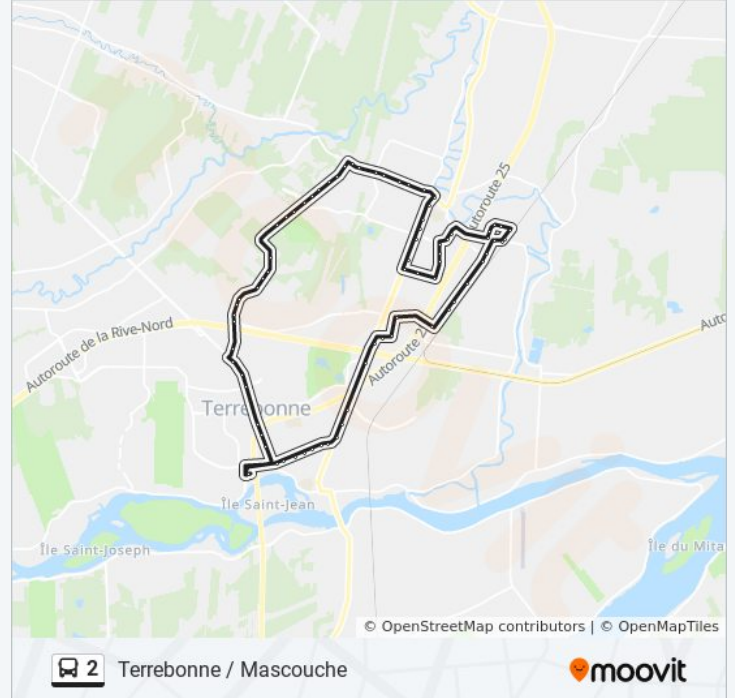 Autoroute 25
Autoroute de la Rive-Nord
Auto
Autoroute 2
Terrebonne
Île Saint-Jean
Île Saint-Joseph
Île du Mita
© OpenStreetMap contributors | © OpenMapTiles
2 Terrebonne / Mascouche
moovit